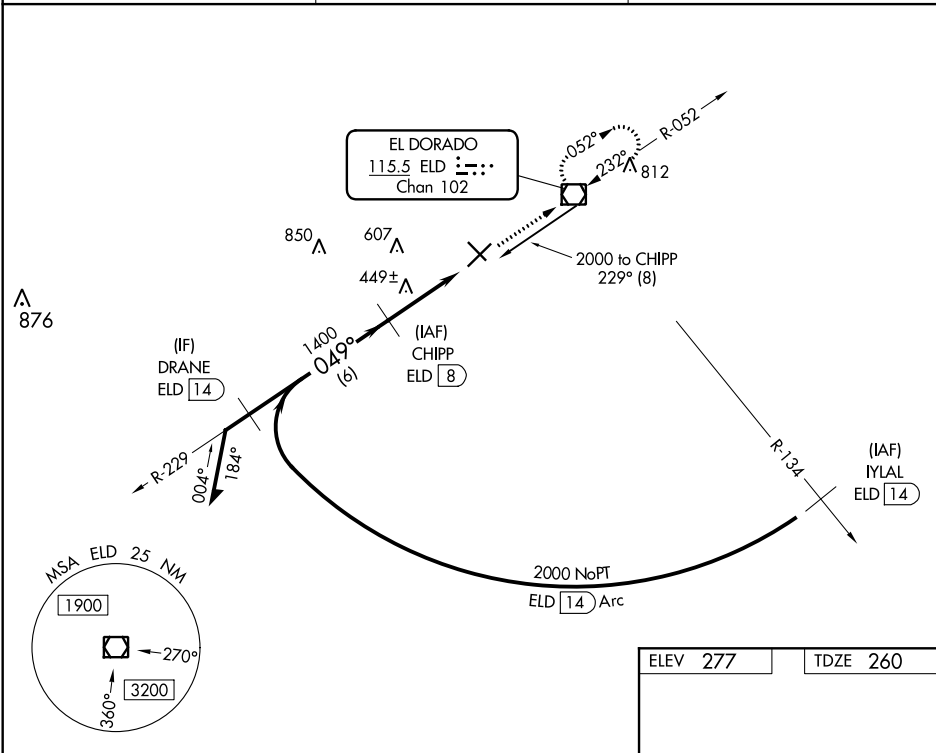 R-052
052°
232°
812
EL DORADO
115.5 ELD
Chan 102
850
607
449±
2000 to CHIPP
229° (8)
876
(IF)
DRANE
ELD 14
1400
049°
(6)
(IAF)
CHIPP
ELD 8
R-229
004°
184°
R-134
(IAF)
IYLAL
ELD 14
2000 NoPT
ELD 14 Arc
MSA ELD 25 NM
1900
270°
3200
360°
ELEV 277
TDZE 260